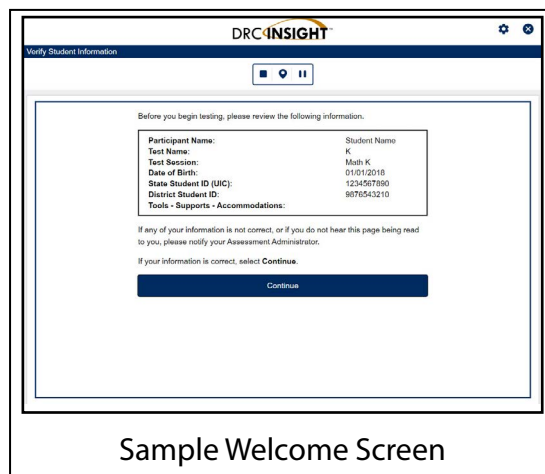 DRC INSIGHT™
Verify Student Information
Before you begin testing, please review the following information.
Participant Name: Student Name
Test Name: K
Test Session: Math K
Date of Birth: 01/01/2018
State Student ID (UIC): 1234567890
District Student ID: 9876543210
Tools - Supports - Accommodations:
If any of your information is not correct, or if you do not hear this page being read
to you, please notify your Assessment Administrator.
If your information is correct, select Continue.
Continue
Sample Welcome Screen